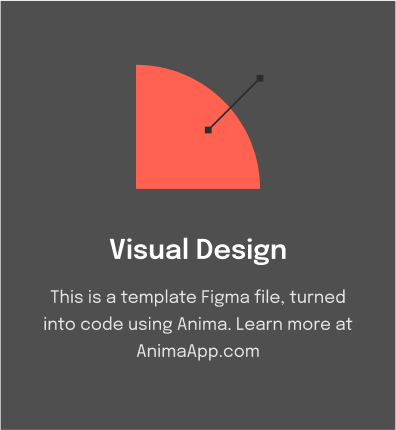 Visual Design
This is a template Figma file, turned
into code using Anima. Learn more at
AnimaApp.com